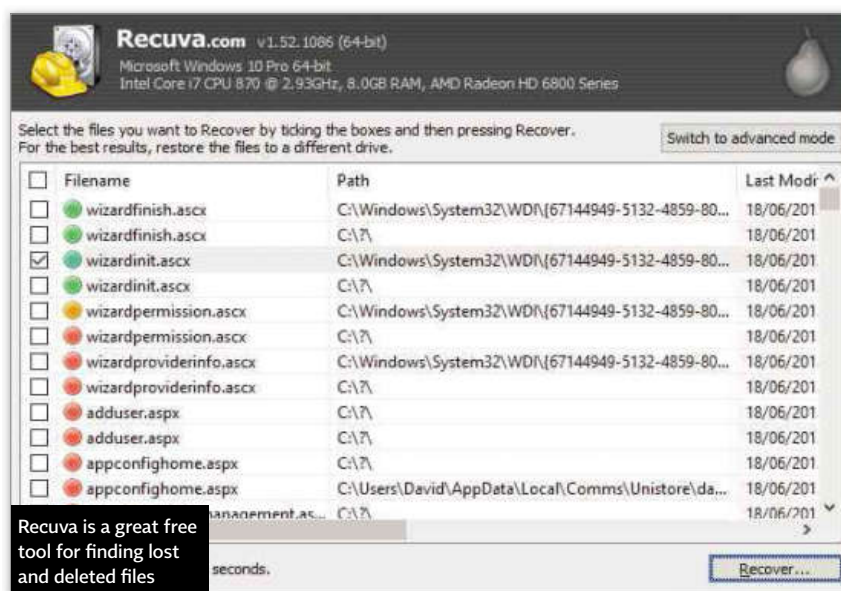 Recuva.com v1.52.1086 (64-bit)
Microsoft Windows 10 Pro 64-bit
Intel Core i7 CPU 870 @ 2.93GHz, 8.0GB RAM, AMD Radeon HD 6800 Series
Select the files you want to Recover by ticking the boxes and then pressing Recover.
For the best results, restore the files to a different drive.
Switch to advanced mode
Filename Path Last Modi
wizardfinish.ascx C:\Windows\System32\WDI\{67144949-5132-4859-80... 18/06/201
wizardfinish.ascx C:\?\ 18/06/201
wizardinit.ascx C:\Windows\System32\WDI\{67144949-5132-4859-80... 18/06/201
wizardinit.ascx C:\?\ 18/06/201
wizardpermission.ascx C:\Windows\System32\WDI\{67144949-5132-4859-80... 18/06/201
wizardpermission.ascx C:\?\ 18/06/201
wizardproviderinfo.ascx C:\Windows\System32\WDI\{67144949-5132-4859-80... 18/06/201
wizardproviderinfo.ascx C:\?\ 18/06/201
adduser.aspx C:\?\ 18/06/201
adduser.aspx C:\?\ 18/06/201
appconfighome.aspx C:\?\ 18/06/201
appconfighome.aspx C:\Users\David\AppData\Local\Comms\Unistore\da... 18/06/201
anagement.as... C:\?\ 18/06/201
Recuva is a great free
tool for finding lost
and deleted files
seconds.
Recover...